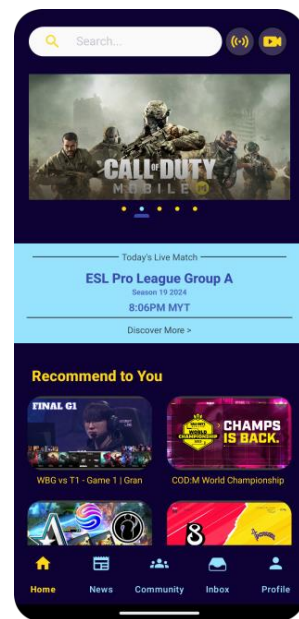 Search...
CALL OF DUTY
MOBILE
Today's Live Match
ESL Pro League Group A
Season 19 2024
8:06PM MYT
Discover More >
Recommend to You
FINAL G1
WORLD
CHAMPIONSHIP
CHAMPS
IS BACK.
WBG vs T1 - Game 1 | Gran
COD:M World Championship
Home
News
Community
Inbox
Profile